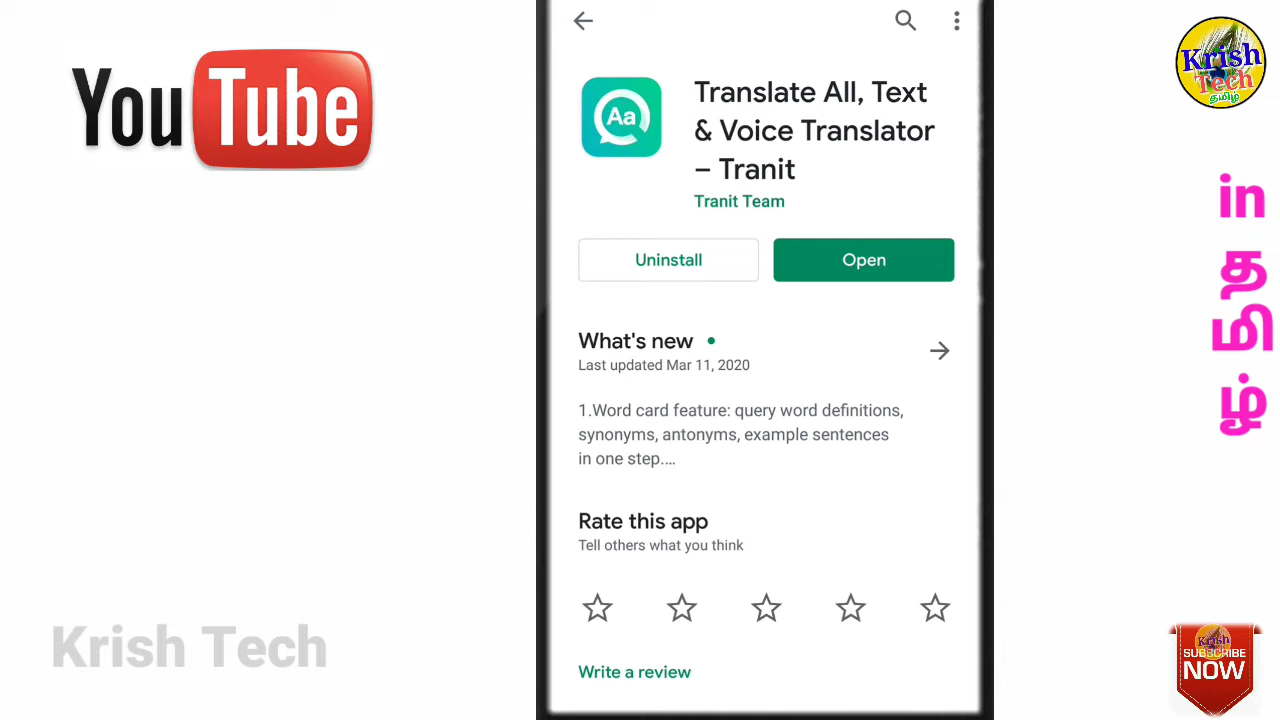 YouTube
Translate All, Text
& Voice Translator
– Tranit
Tranit Team
Uninstall
Open
What's new
Last updated Mar 11, 2020
1.Word card feature: query word definitions,
synonyms, antonyms, example sentences
in one step....
Rate this app
Tell others what you think
Write a review
Krish Tech
Krish
Tech
தமிழ்
in
த
மி
ழ்
Krish
Tech
SUBSCRIBE
NOW